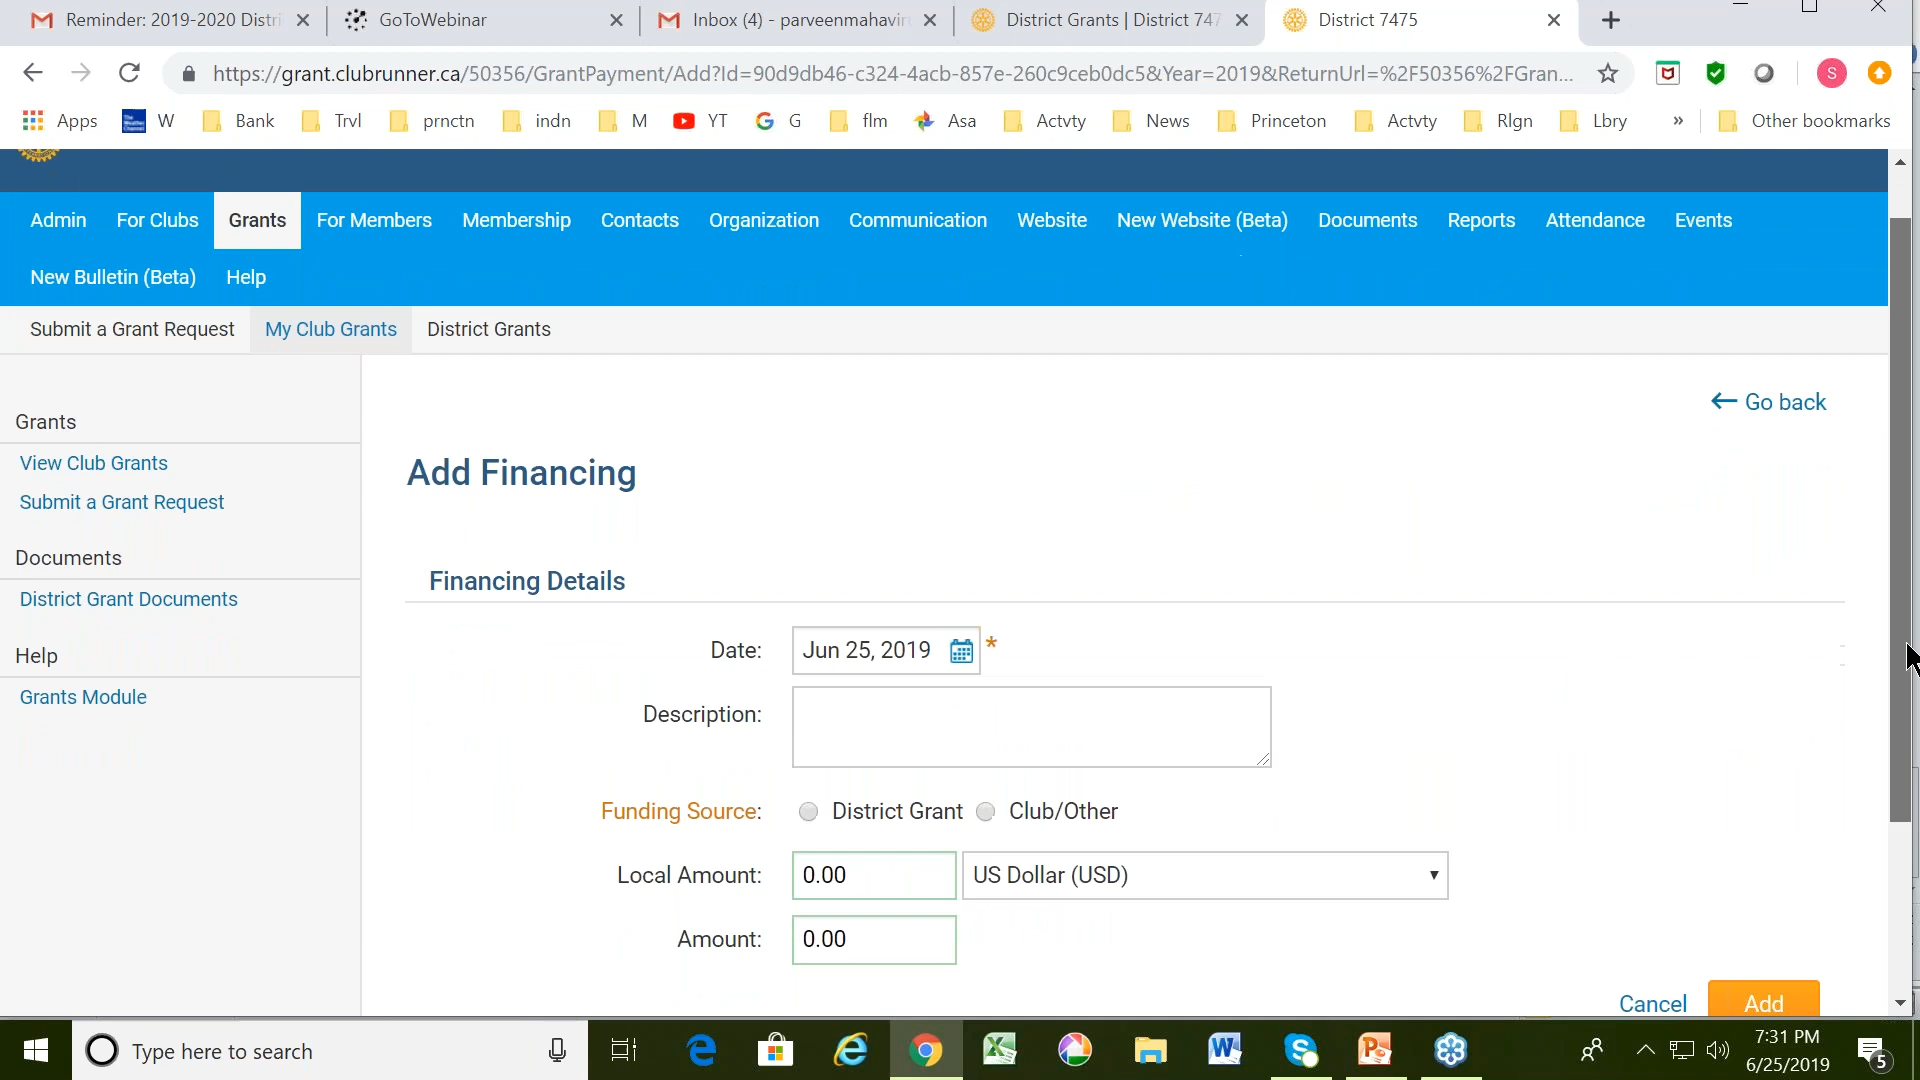 Reminder: 2019-2020 Distri
GoToWebinar
Inbox (4) - parveenmahavir
District Grants | District 747
District 7475
https://grant.clubrunner.ca/50356/GrantPayment/Add?Id=90d9db46-c324-4acb-857e-260c9ceb0dc5&Year=2019&ReturnUrl=%2F50356%2FGran...
S
Apps W Bank Trvl prnctn indn M YT G flm Asa Actvty News Princeton Actvty Rlgn Lbry » Other bookmarks
Admin For Clubs Grants For Members Membership Contacts Organization Communication Website New Website (Beta) Documents Reports Attendance Events
New Bulletin (Beta) Help
Submit a Grant Request My Club Grants District Grants
Go back
Grants
View Club Grants
Submit a Grant Request
Documents
District Grant Documents
Help
Grants Module
Add Financing
Financing Details
Date: Jun 25, 2019 *
Description:
Funding Source: District Grant Club/Other
Local Amount: 0.00 US Dollar (USD)
Amount: 0.00
Cancel Add
Type here to search
7:31 PM
6/25/2019
5